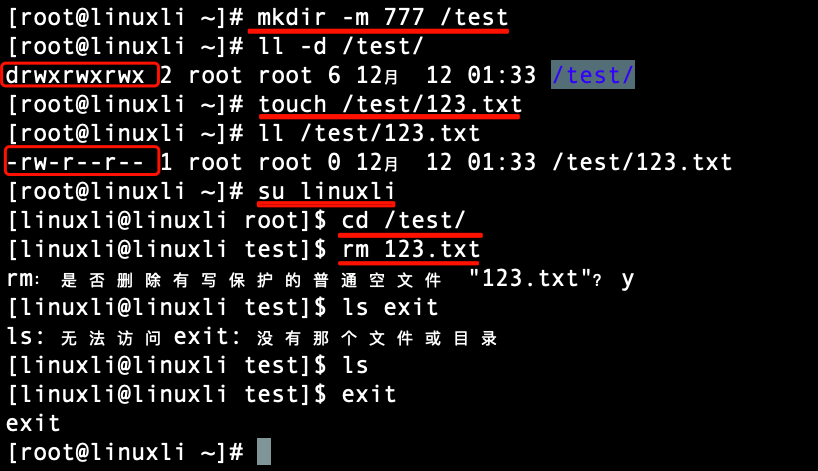 [root@linuxli ~]# mkdir -m 777 /test
[root@linuxli ~]# ll -d /test/
drwxrwxrwx 2 root root 6 12月  12 01:33 /test/
[root@linuxli ~]# touch /test/123.txt
[root@linuxli ~]# ll /test/123.txt
-rw-r--r-- 1 root root 0 12月  12 01:33 /test/123.txt
[root@linuxli ~]# su linuxli
[linuxli@linuxli root]$ cd /test/
[linuxli@linuxli test]$ rm 123.txt
rm：是否删除有写保护的普通空文件 "123.txt"？y
[linuxli@linuxli test]$ ls exit
ls: 无法访问exit: 没有那个文件或目录
[linuxli@linuxli test]$ ls
[linuxli@linuxli test]$ exit
exit
[root@linuxli ~]#